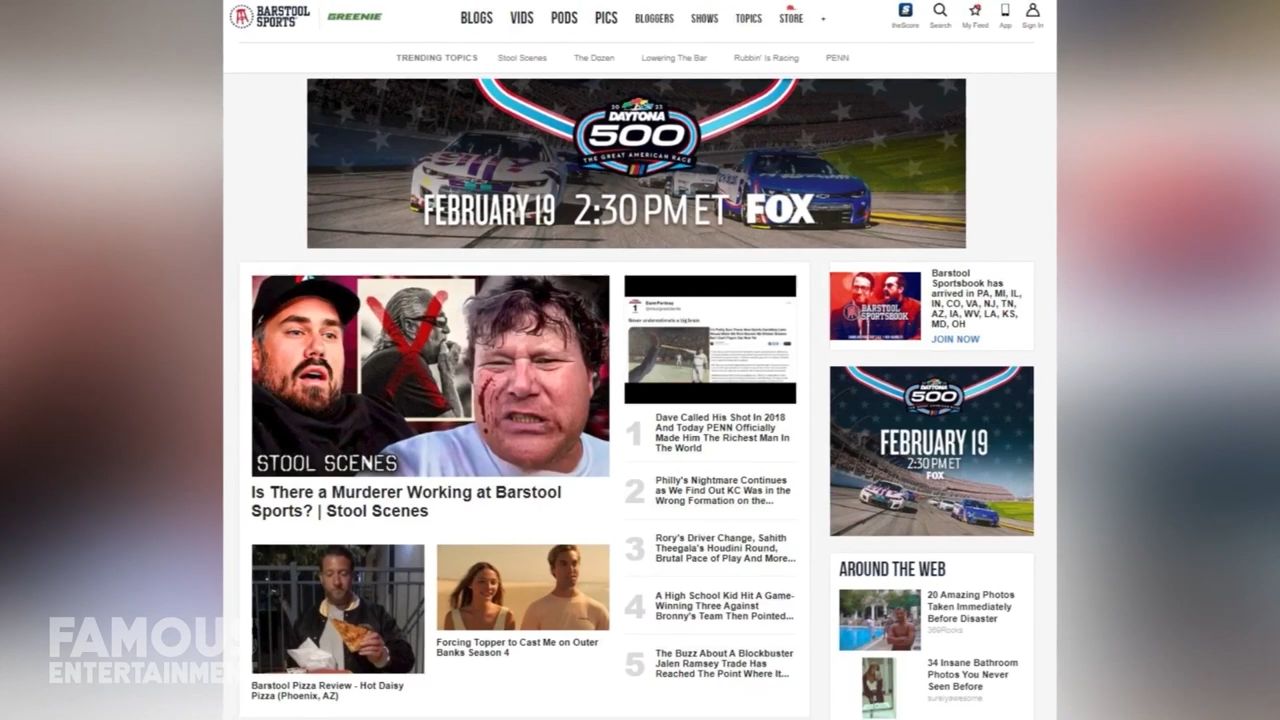 BARSTOOL
SPORTS
GREENIE
BLOGS VIDS PODS PICS BLOGGERS SHOWS TOPICS STORE
theScore Search My Feed App Sign In
TRENDING TOPICS Stool Scenes The Dozen Lowering The Bar Rubbin' Is Racing PENN
DAYTONA
500
THE GREAT AMERICAN RACE
FEBRUARY 19 2:30 PM ET FOX
STOOL SCENES
Is There a Murderer Working at Barstool
Sports? | Stool Scenes
Barstool Pizza Review - Hot Daisy
Pizza (Phoenix, AZ)
Forcing Topper to Cast Me on Outer
Banks Season 4
Never underestimate a big brain
1 Dave Called His Shot In 2018
And Today PENN Officially
Made Him The Richest Man In
The World
2 Philly's Nightmare Continues
as We Find Out KC Was in the
Wrong Formation on the...
3 Rory's Driver Change, Sahith
Theegala's Houdini Round,
Brutal Pace of Play And More...
4 A High School Kid Hit A Game-
Winning Three Against
Bronny's Team Then Pointed...
5 The Buzz About A Blockbuster
Jalen Ramsey Trade Has
Reached The Point Where It...
BARSTOOL
SPORTSBOOK
Barstool
Sportsbook has
arrived in PA, MI, IL,
IN, CO, VA, NJ, TN,
AZ, IA, WV, LA, KS,
MD, OH
JOIN NOW
DAYTONA
500
FEBRUARY 19
2:30 PM ET
FOX
AROUND THE WEB
20 Amazing Photos
Taken Immediately
Before Disaster
369Rocks
34 Insane Bathroom
Photos You Never
Seen Before
surelyawesome
FAMOUS
ENTERTAINMENT